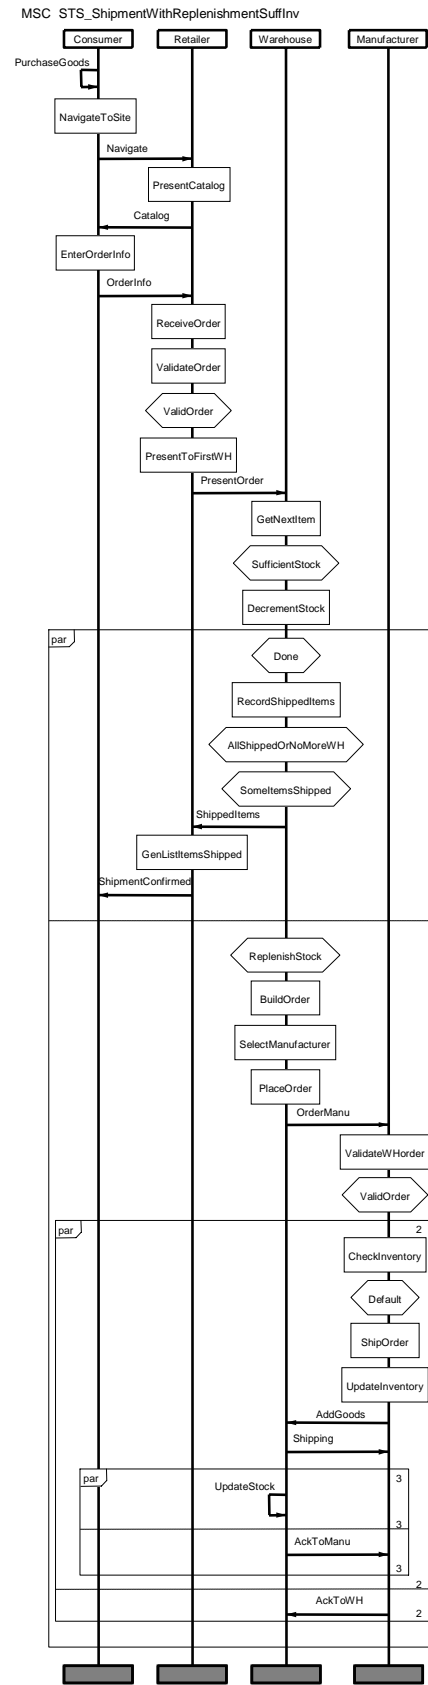 MSC STS_ShipmentWithReplenishmentSuffInv
Consumer Retailer Warehouse Manufacturer
PurchaseGoods
NavigateToSite
Navigate
PresentCatalog
Catalog
EnterOrderInfo
OrderInfo
ReceiveOrder
ValidateOrder
ValidOrder
PresentToFirstWH
PresentOrder
GetNextItem
SufficientStock
DecrementStock
par
Done
RecordShippedItems
AllShippedOrNoMoreWH
SomeItemsShipped
ShippedItems
GenListItemsShipped
ShipmentConfirmed
ReplenishStock
BuildOrder
SelectManufacturer
PlaceOrder
OrderManu
ValidateWHorder
ValidOrder
par 2
CheckInventory
Default
ShipOrder
UpdateInventory
AddGoods
Shipping
par 3
UpdateStock
3
AckToManu
3
2
AckToWH
2